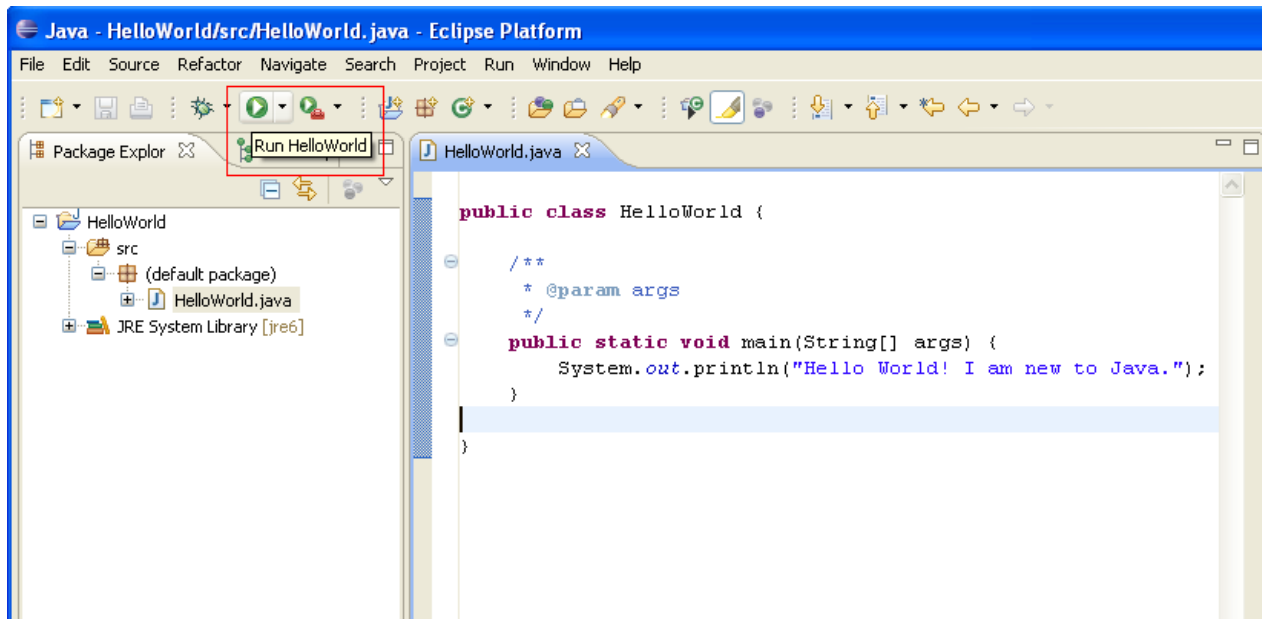 Java - HelloWorld/src/HelloWorld.java - Eclipse Platform
File Edit Source Refactor Navigate Search Project Run Window Help
Run HelloWorld
Package Explor
HelloWorld.java
HelloWorld
src
(default package)
HelloWorld.java
JRE System Library [jre6]
public class HelloWorld {
/**
* @param args
*/
public static void main(String[] args) {
System.out.println("Hello World! I am new to Java.");
}
}